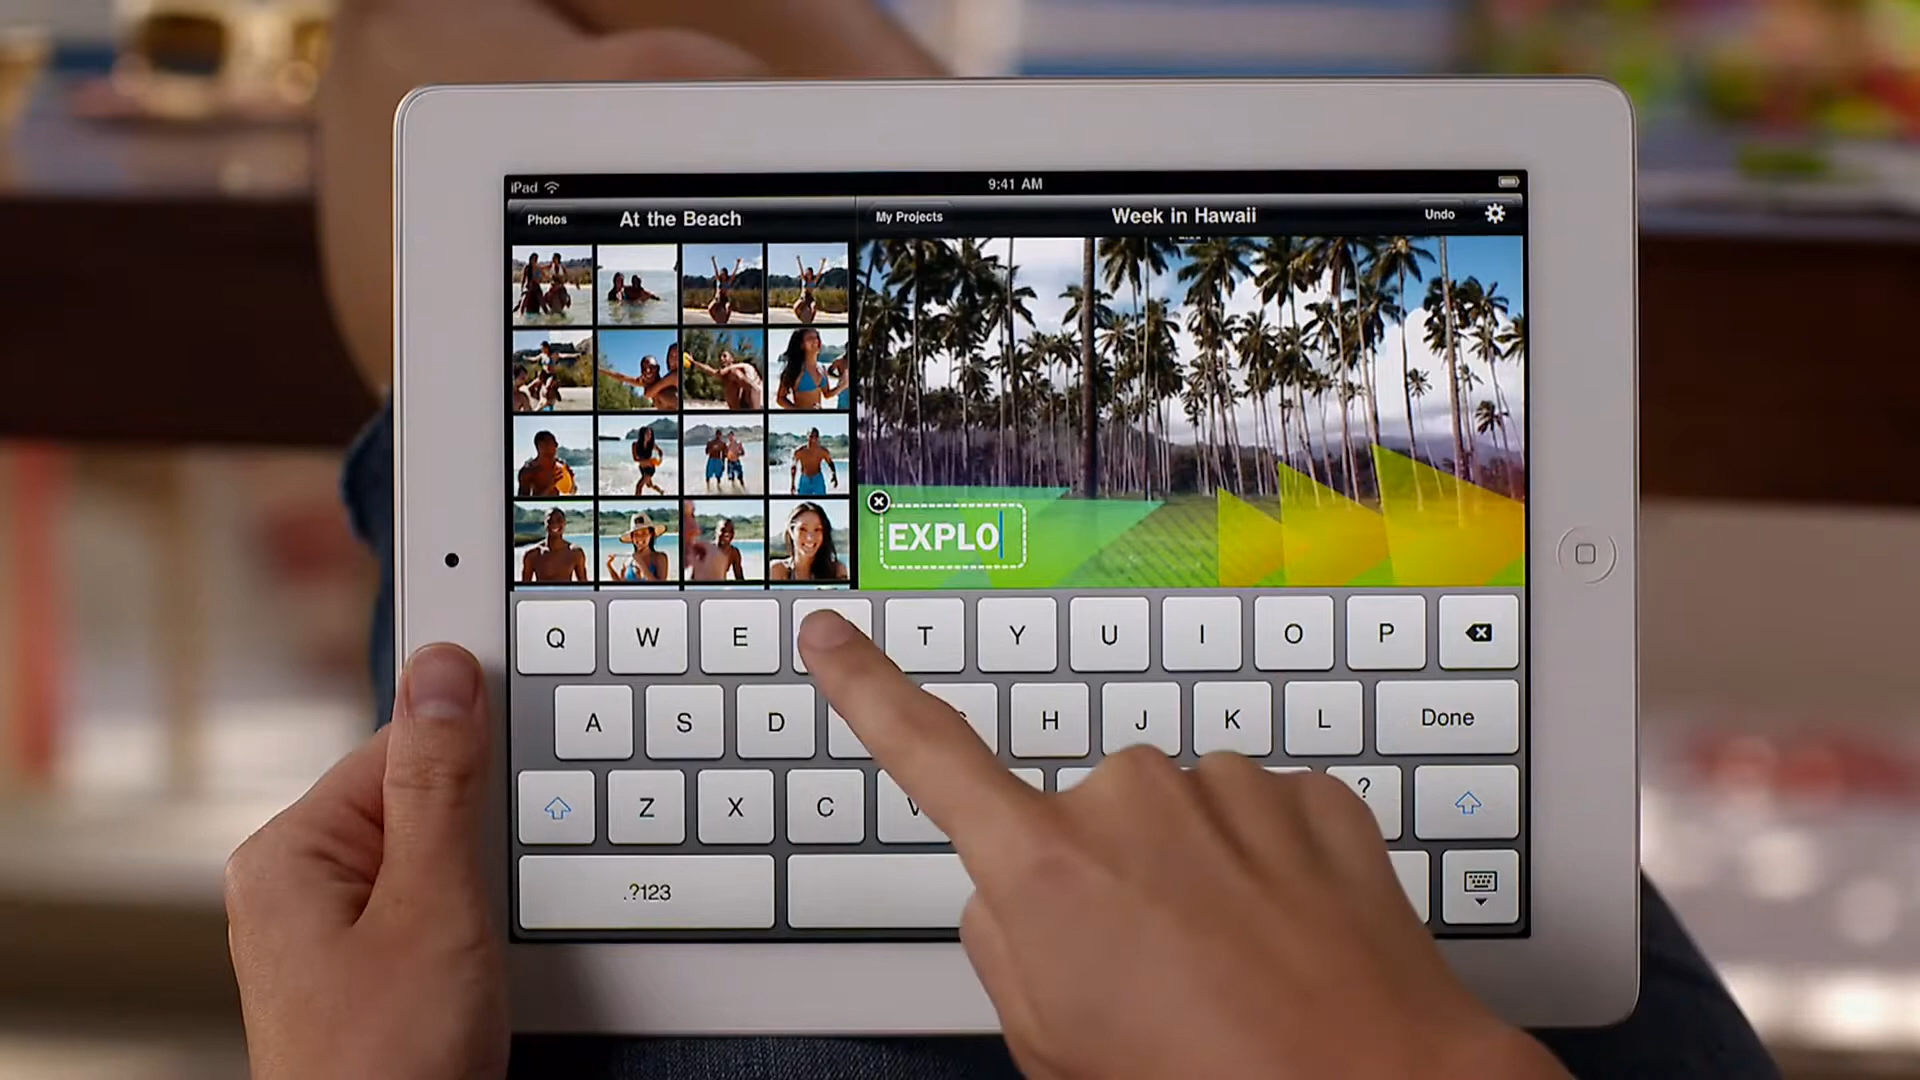 iPad
9:41 AM
Photos
At the Beach
My Projects
Week in Hawaii
Undo
EXPLO
Q W E T Y U I O P
A S D H J K L Done
Z X C V ?
.?123